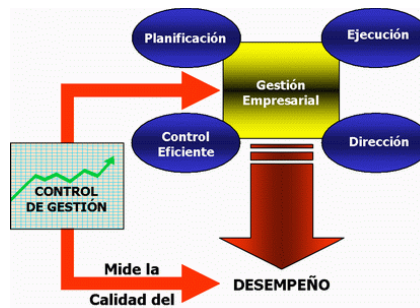 Planificación
Ejecución
Gestión
Empresarial
Control
Eficiente
Dirección
CONTROL
DE GESTIÓN
Mide la
Calidad del
DESEMPEÑO